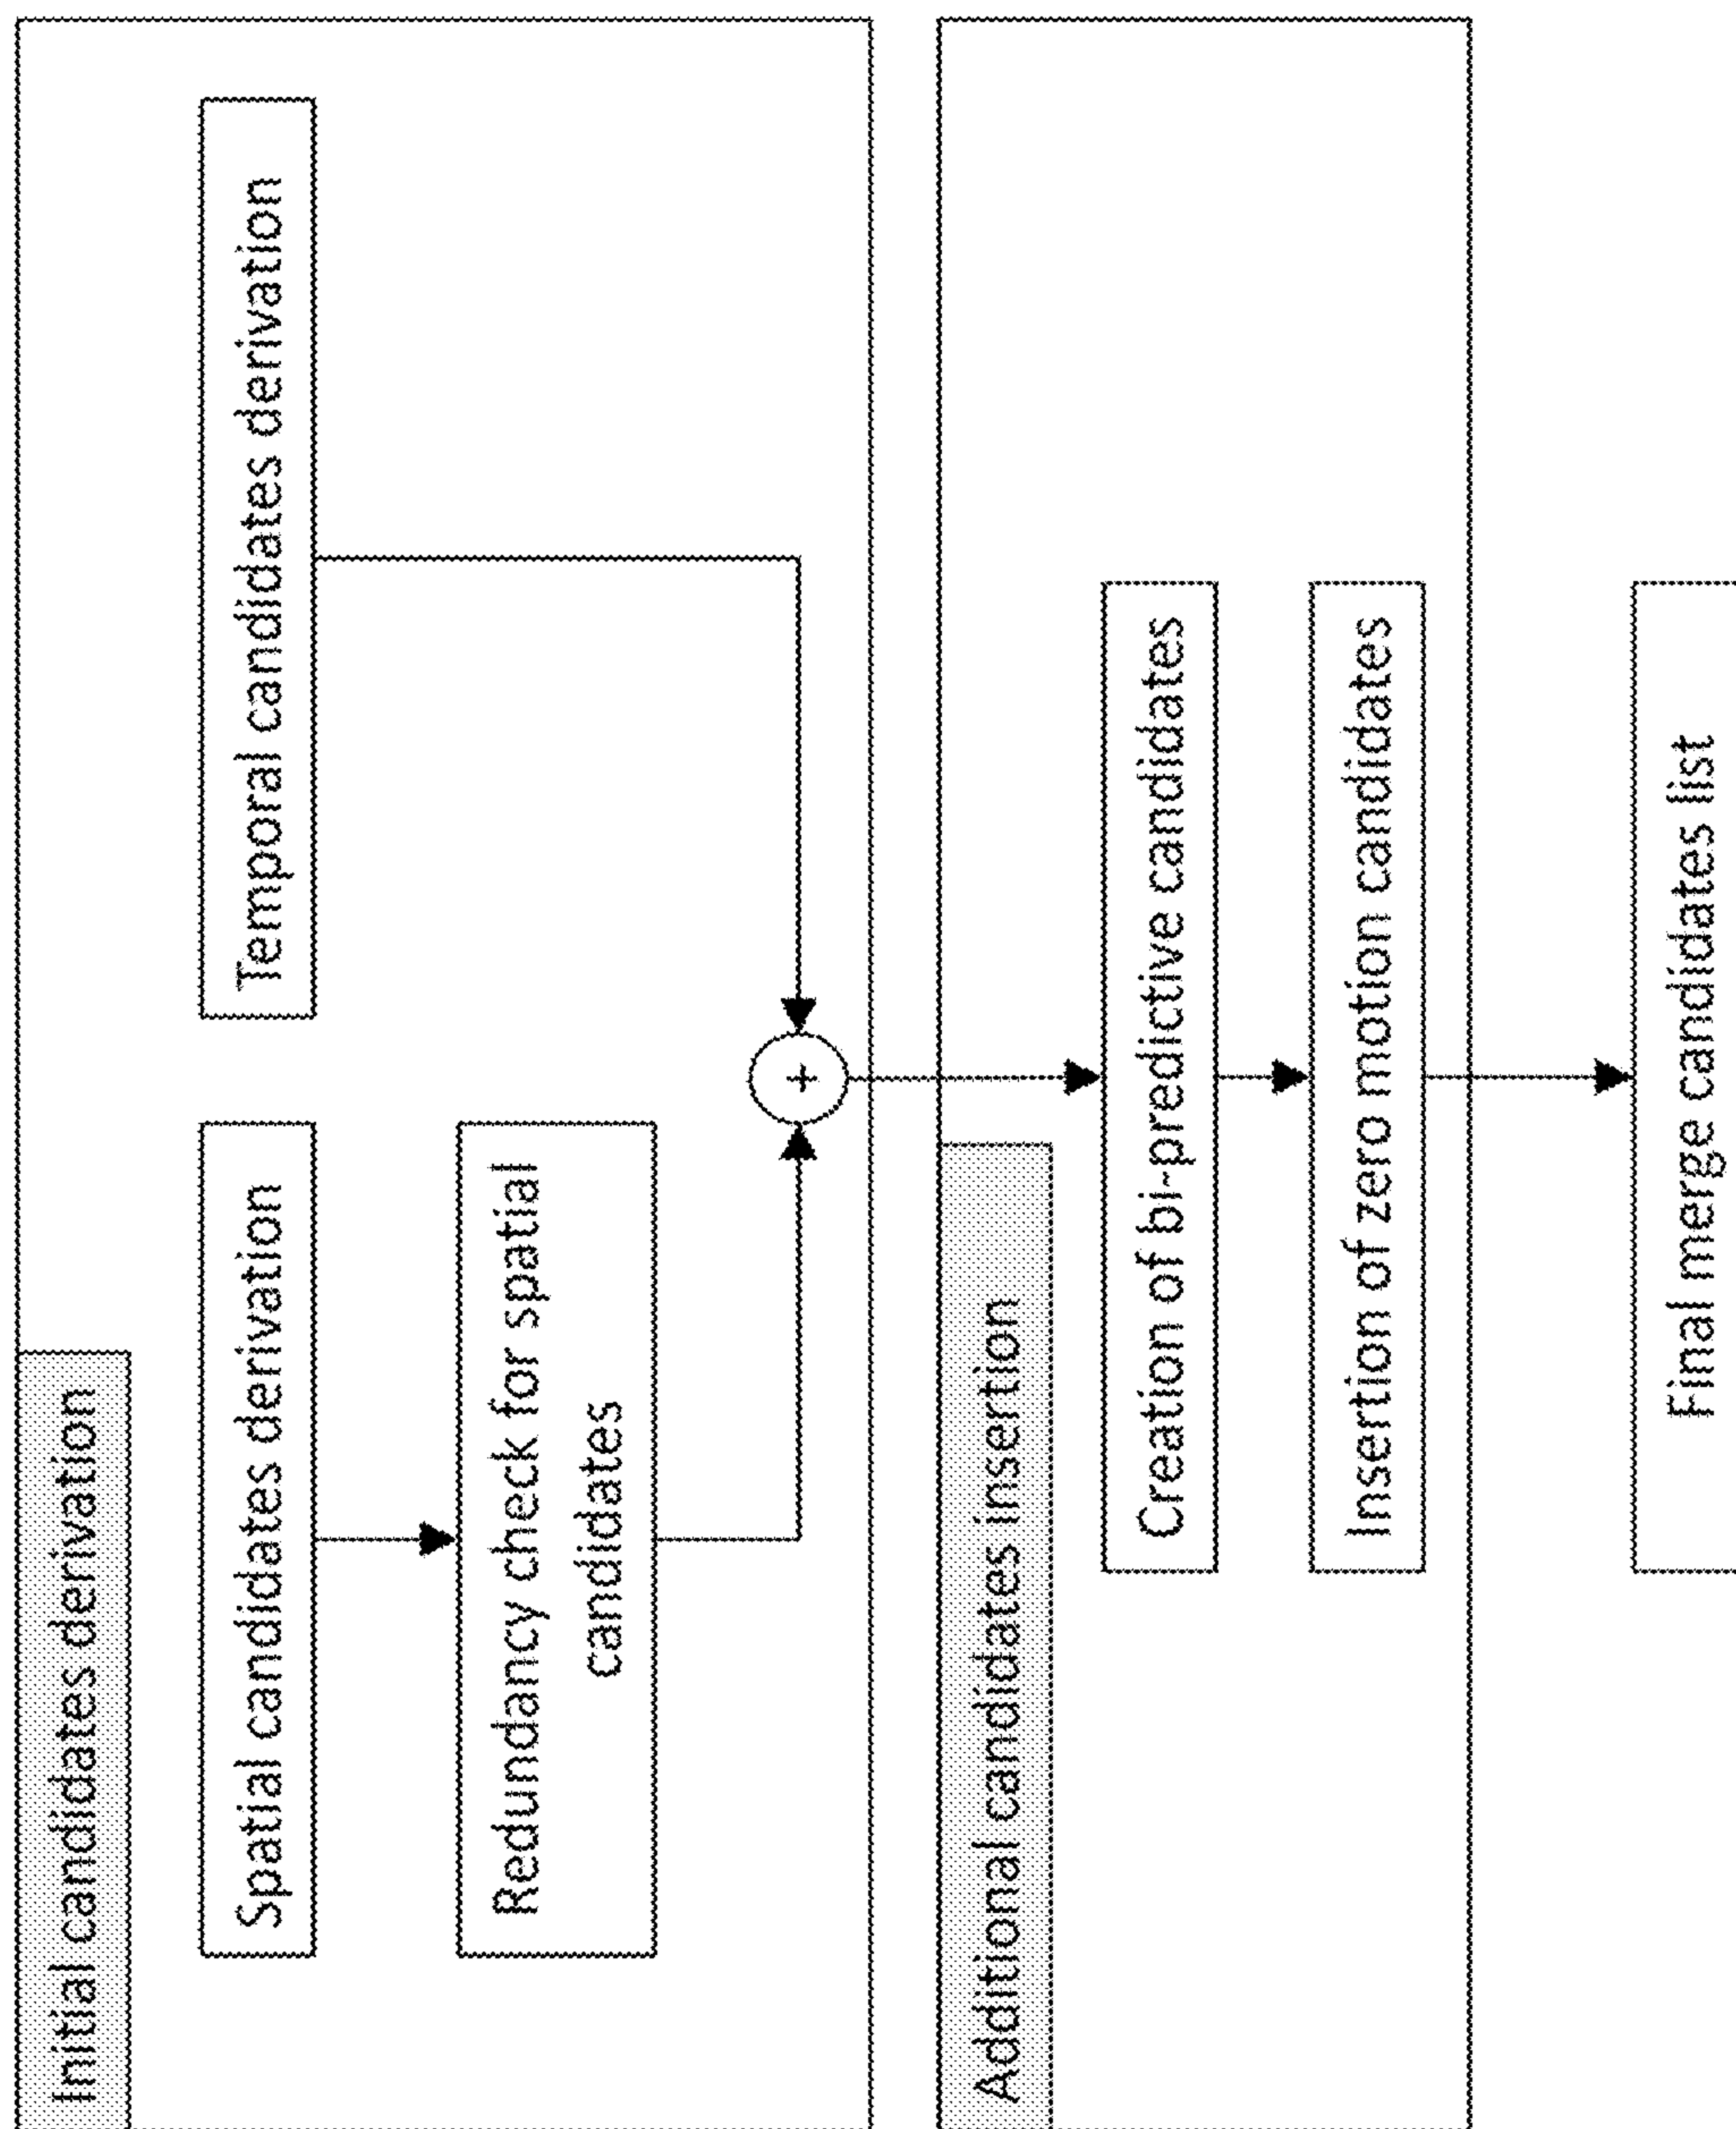 Initial candidates derivation
Spatial candidates derivation
Temporal candidates derivation
Redundancy check for spatial
candidates
+
Additional candidates insertion
Creation of bi-predictive candidates
Insertion of zero motion candidates
Final merge candidates list